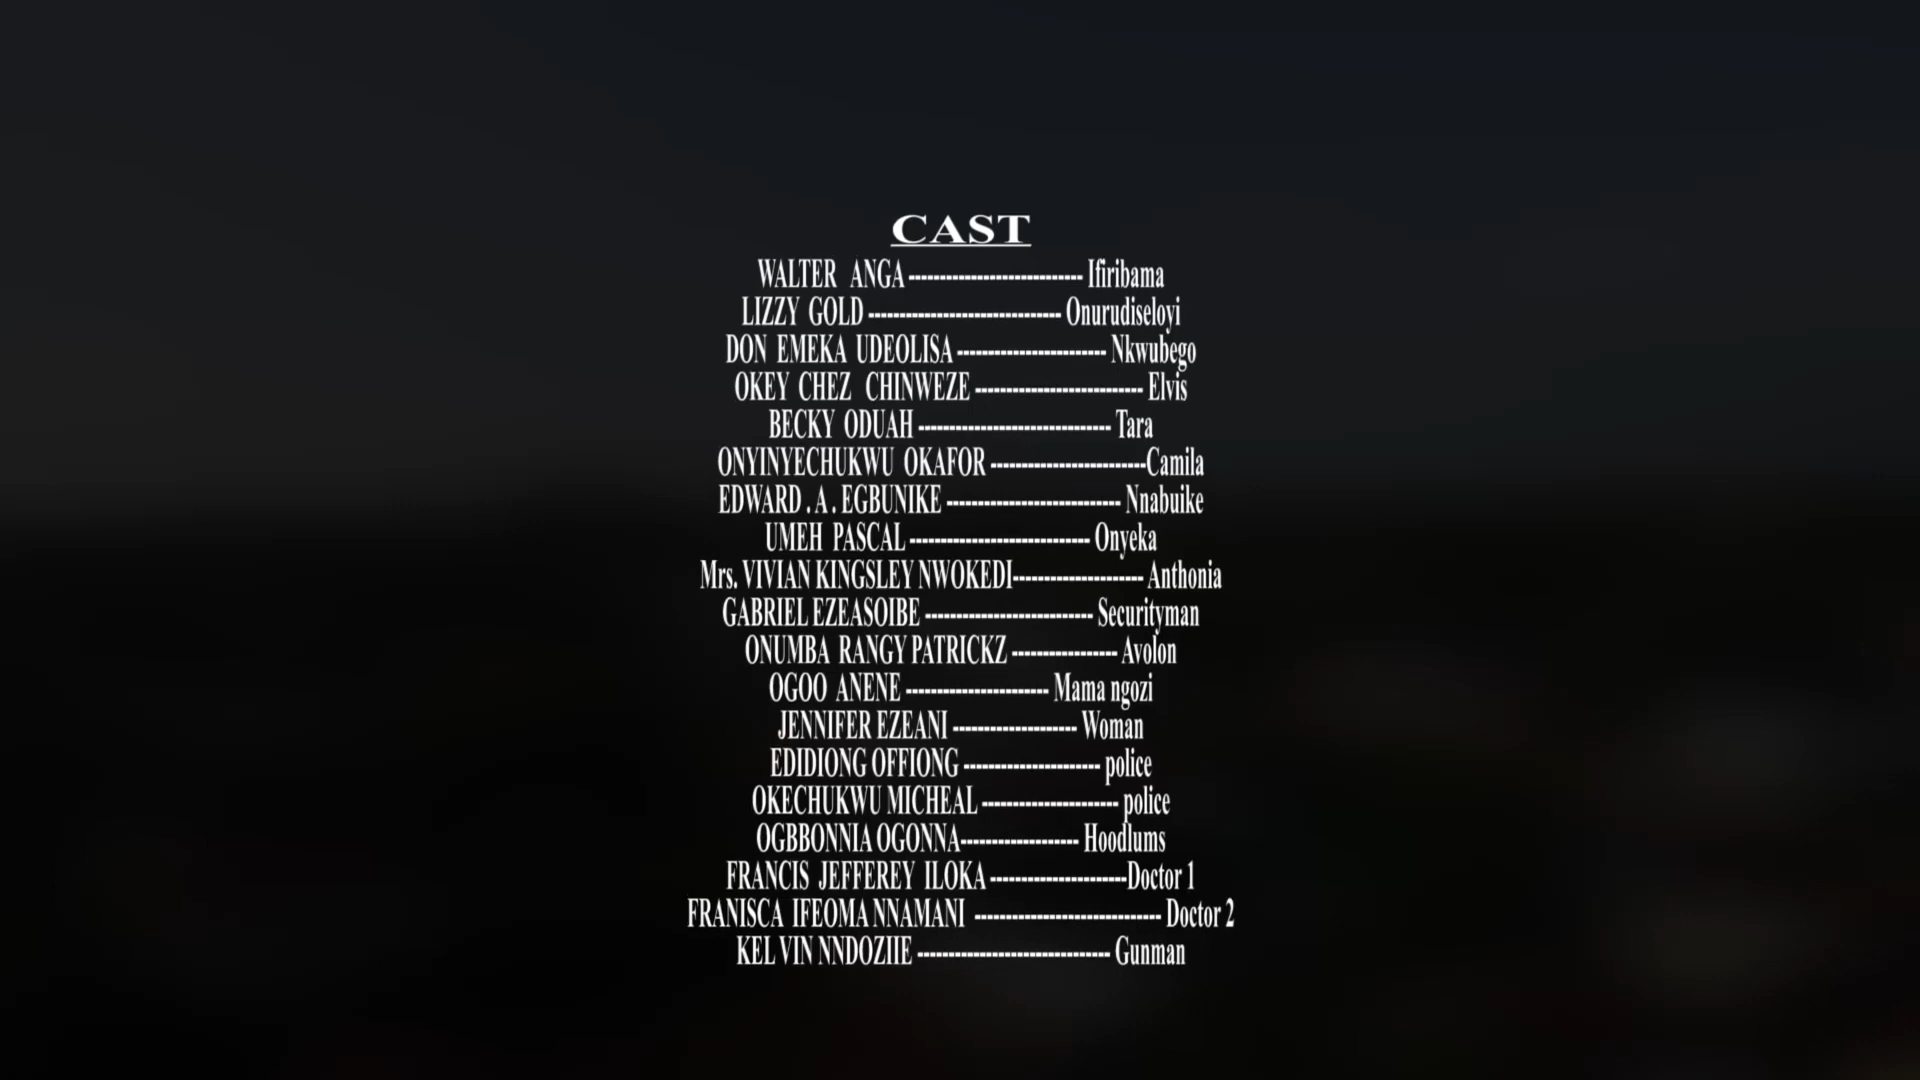 CAST
WALTER ANGA ---------------------------- Ifiribama
LIZZY GOLD ------------------------------- Onurudiseloyi
DON EMEKA UDEOLISA ------------------------ Nkwubego
OKEY CHEZ CHINWEZE --------------------------- Elvis
BECKY ODUAH ------------------------------- Tara
ONYINYECHUKWU OKAFOR -------------------------Camila
EDWARD . A . EGBUNIKE ---------------------------- Nnabuike
UMEH PASCAL ----------------------------- Onyeka
Mrs. VIVIAN KINGSLEY NWOKEDI--------------------- Anthonia
GABRIEL EZEASOIBE --------------------------- Securityman
ONUMBA RANGY PATRICKZ ----------------- Avolon
OGOO ANENE ----------------------- Mama ngozi
JENNIFER EZEANI -------------------- Woman
EDIDIONG OFFIONG ---------------------- police
OKECHUKWU MICHEAL ---------------------- police
OGBBONNIA OGONNA------------------- Hoodlums
FRANCIS JEFFEREY ILOKA ----------------------Doctor 1
FRANISCA IFEOMA NNAMANI ------------------------------ Doctor 2
KEL VIN NNDOZIIE ------------------------------- Gunman